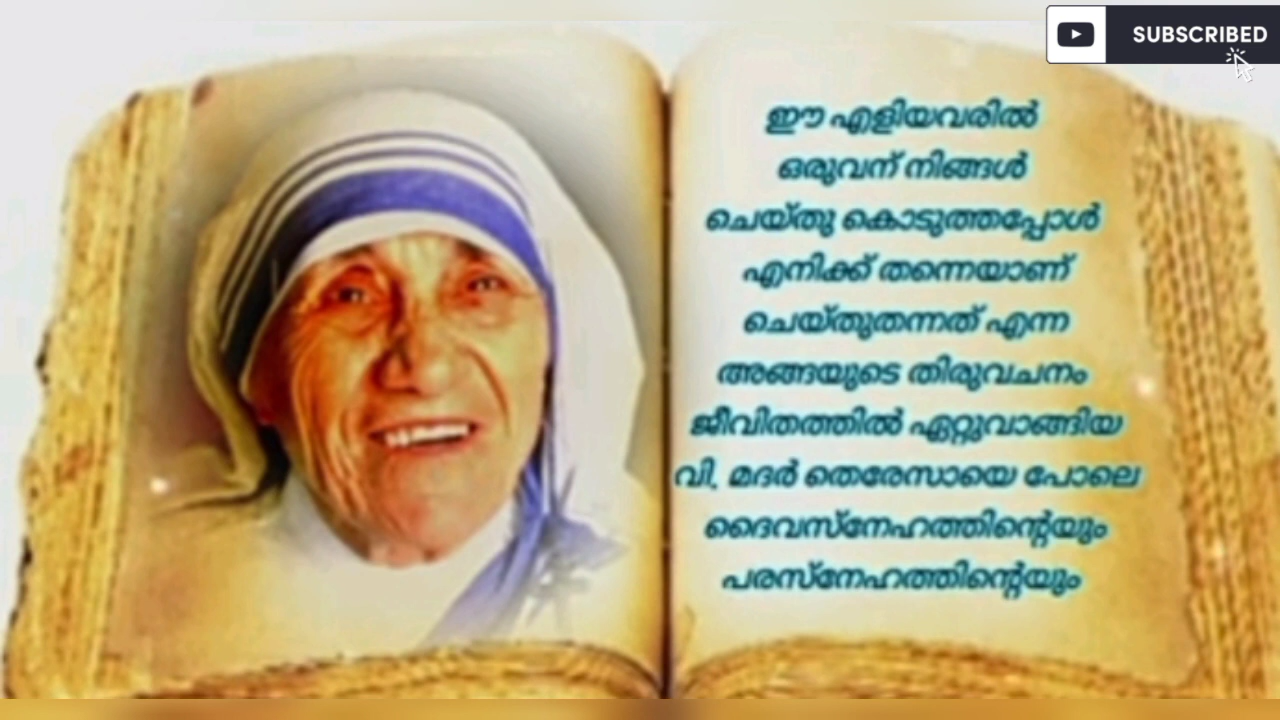 SUBSCRIBED
ഈ എളിയവരിൽ
ഒരുവന് നിങ്ങൾ
ചെയ്തു കൊടുത്തപ്പോൾ
എനിക്ക് തന്നെയാണ്
ചെയ്തുതന്നത് എന്ന
അങ്ങയുടെ തിരുവചനം
ജീവിതത്തിൽ ഏറ്റുവാങ്ങിയ
വി. മദർ തെരേസായെ പോലെ
ദൈവസ്നേഹത്തിന്റെയും
പരസ്നേഹത്തിന്റെയും